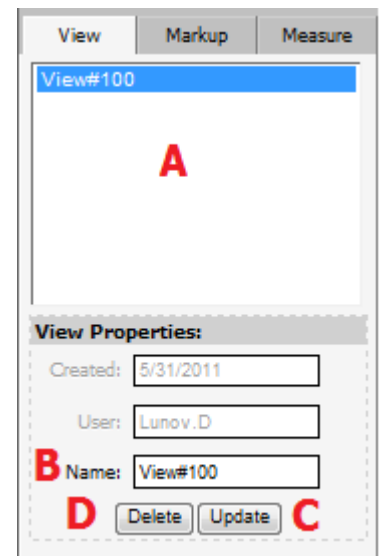 View Markup Measure
View#100
A
View Properties:
Created: 5/31/2011
User: Lunov.D
B Name: View#100
D Delete Update C